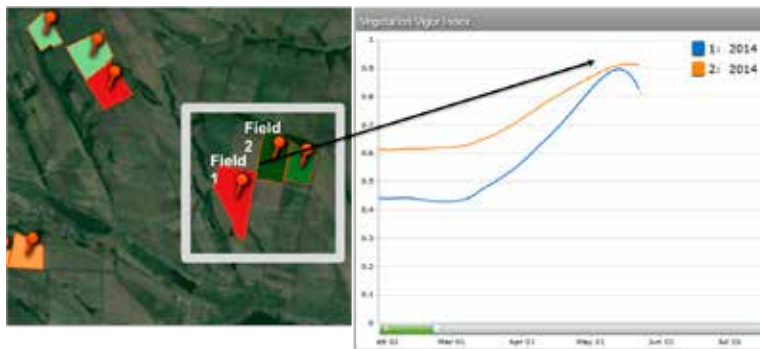 Field
2
Field
1
Vegetation Vigor Index
1: 2014
2: 2014
1
0.9
0.8
0.7
0.6
0.5
0.4
0.3
0.2
0.1
0
Mar 01
Apr 01
May 01
Jun 01
Jul 01